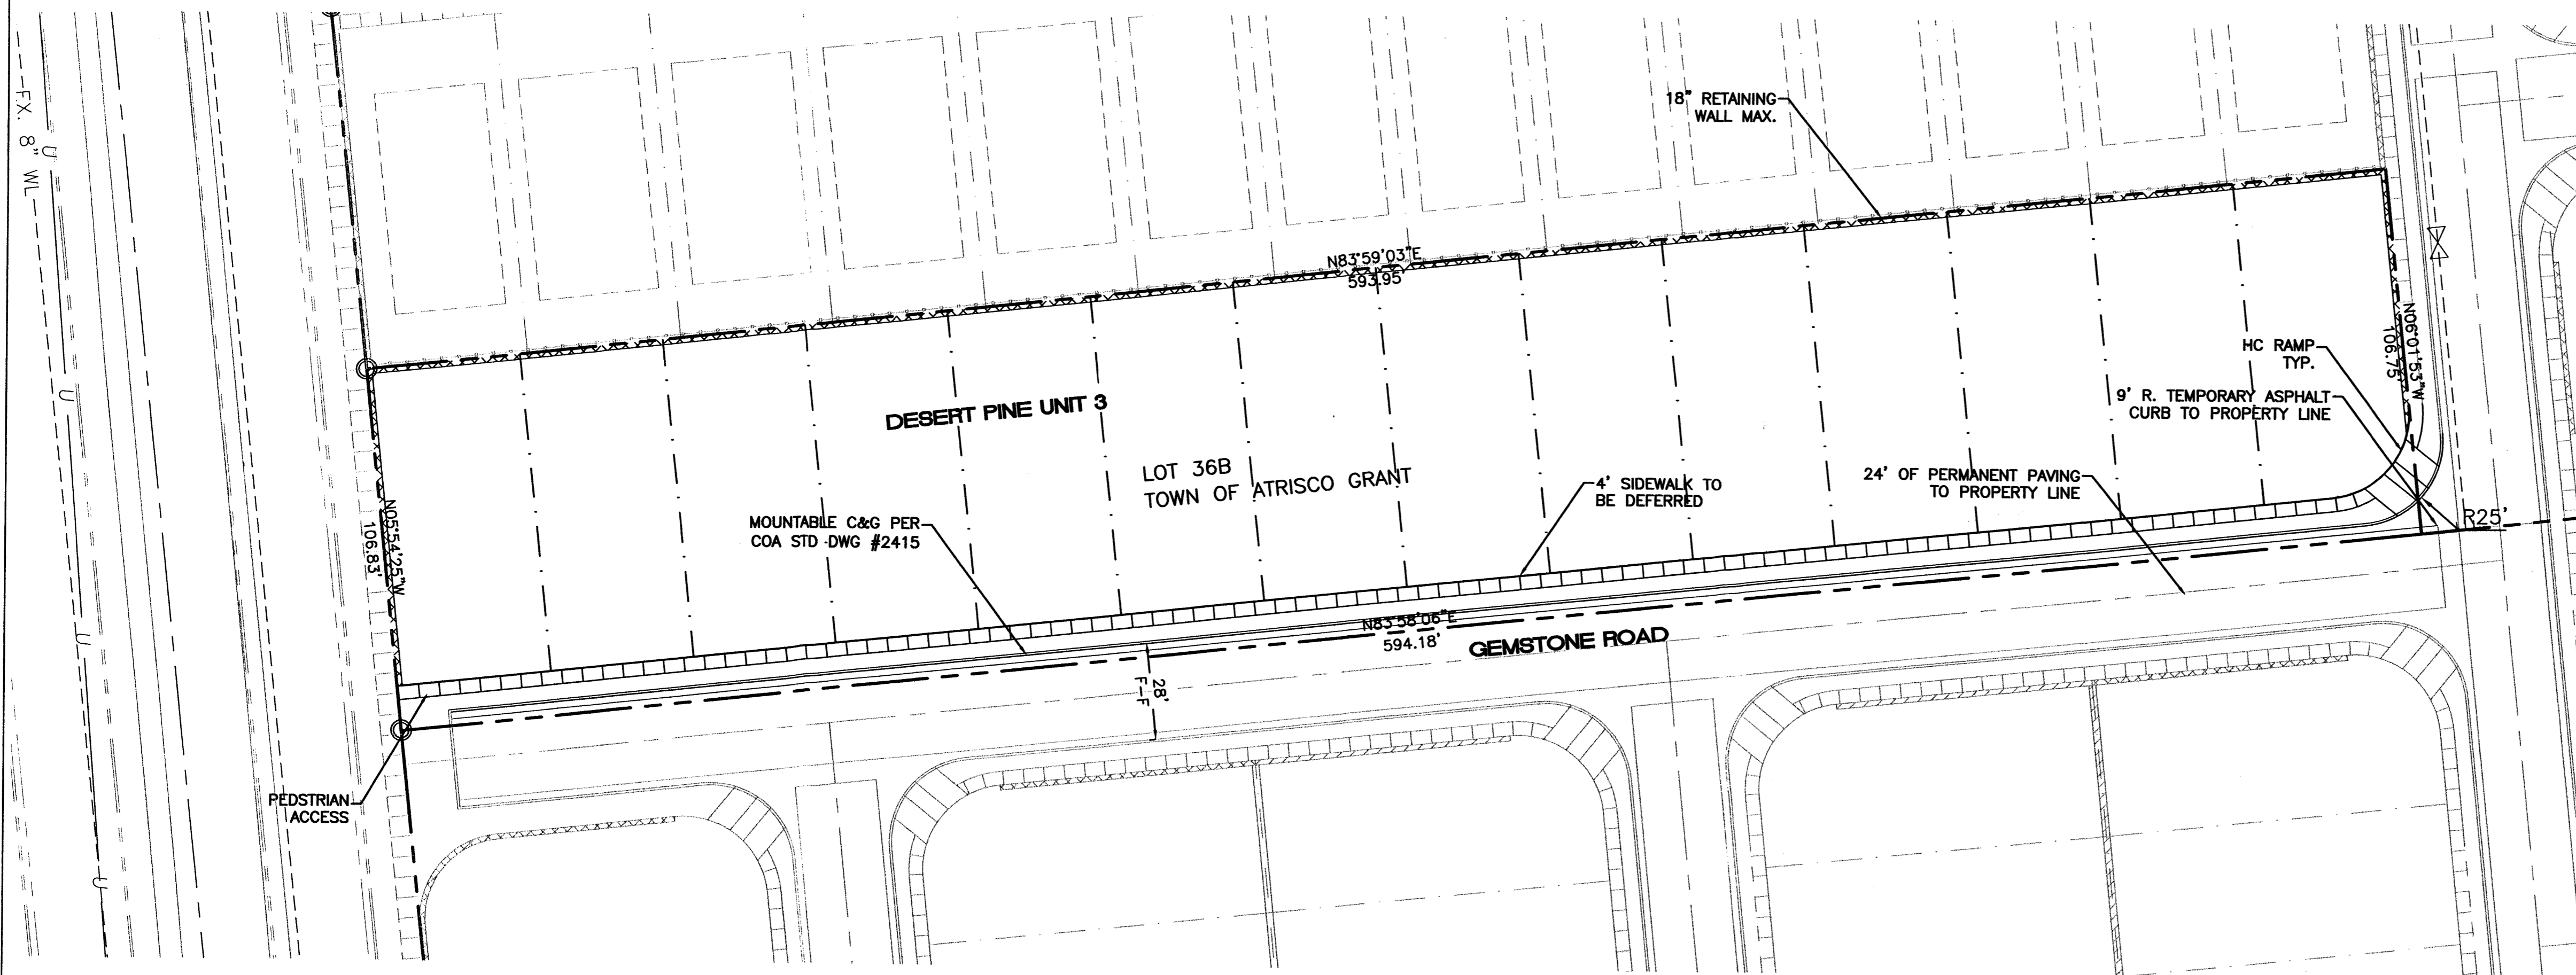 FX. 8" WL
U
U
U
U
18" RETAINING
WALL MAX.
N83°59'03"E
593.95'
N06°01'53"W
106.75'
HC RAMP
TYP.
9' R. TEMPORARY ASPHALT
CURB TO PROPERTY LINE
DESERT PINE UNIT 3
LOT 36B
TOWN OF ATRISCO GRANT
4' SIDEWALK TO
BE DEFERRED
24' OF PERMANENT PAVING
TO PROPERTY LINE
R25'
MOUNTABLE C&G PER
COA STD DWG #2415
N05°54'25"W
106.83'
N83°58'06"E
594.18'
GEMSTONE ROAD
28'
F-F
PEDSTRIAN
ACCESS